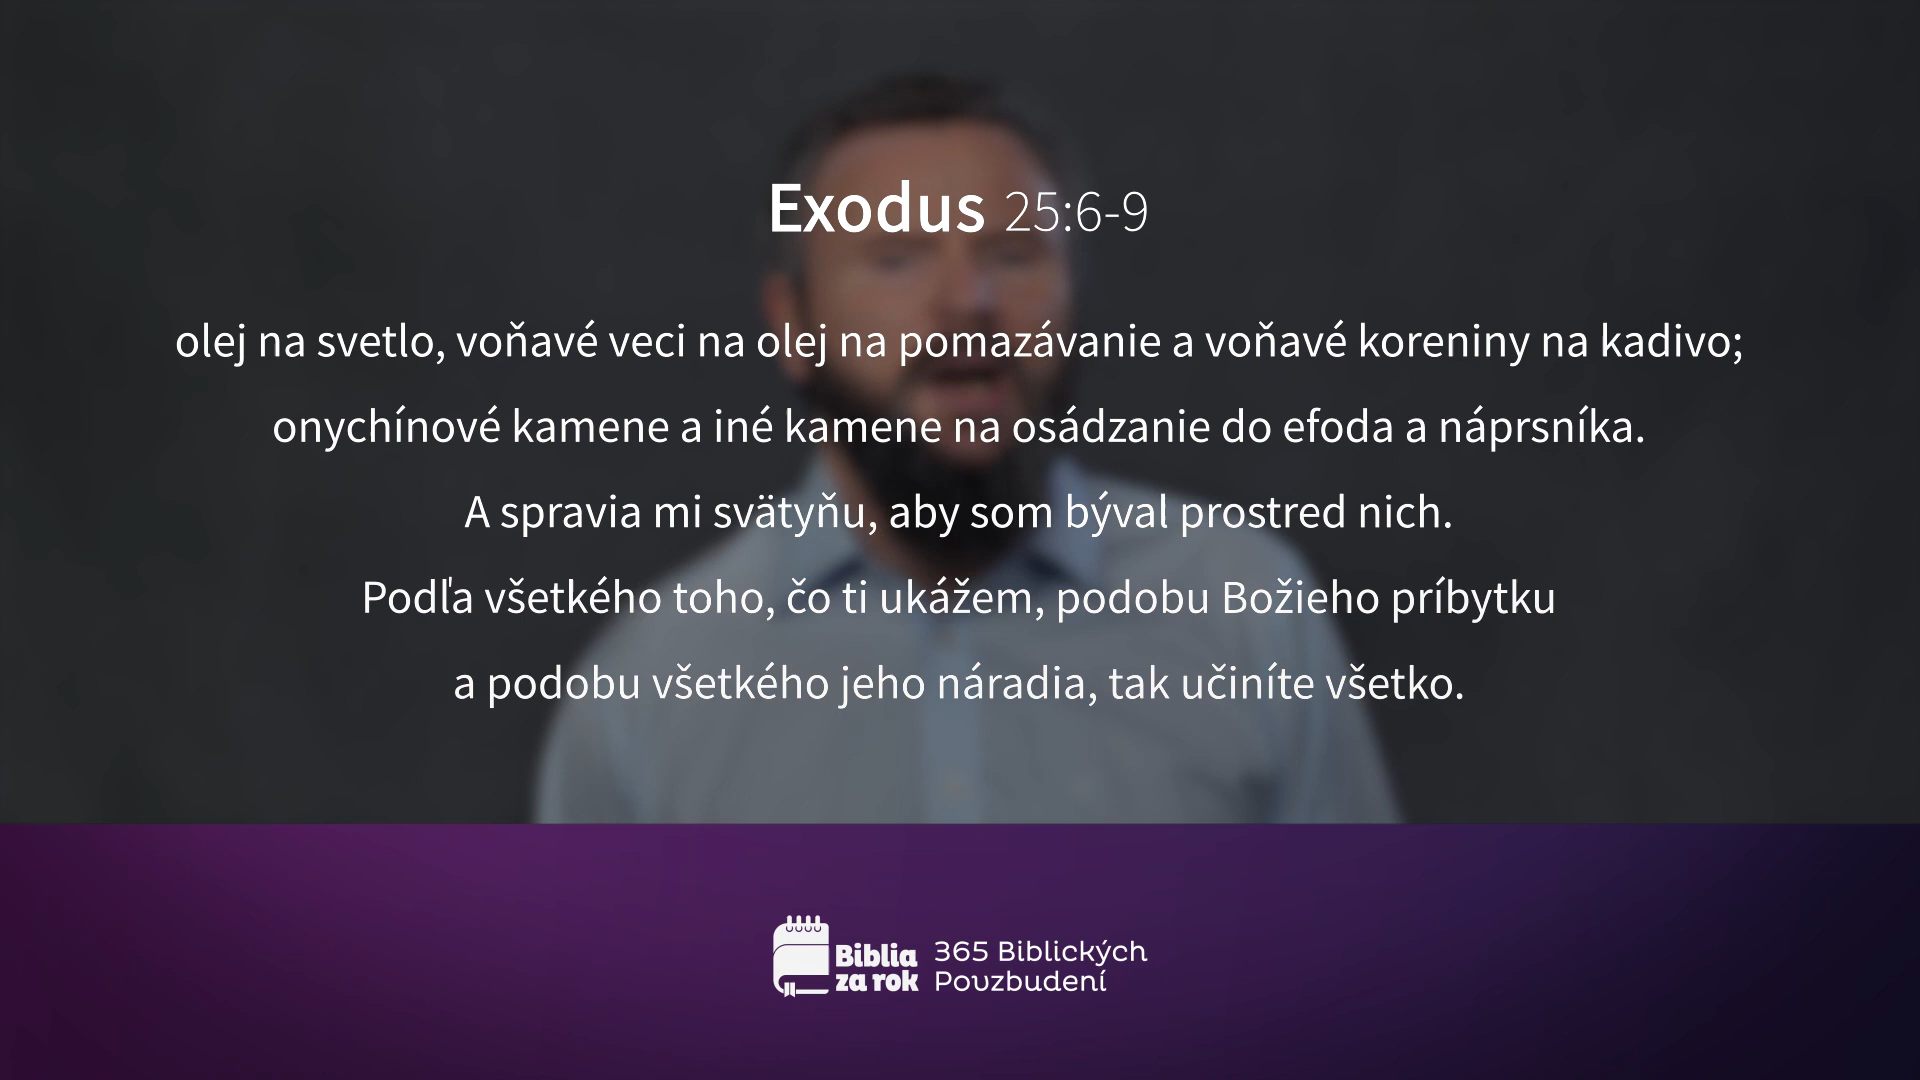 Exodus 25:6-9
olej na svetlo, voňavé veci na olej na pomazávanie a voňavé koreniny na kadivo;
onychínové kamene a iné kamene na osádzanie do efoda a náprsníka.
A spravia mi svätyňu, aby som býval prostred nich.
Podľa všetkého toho, čo ti ukážem, podobu Božieho príbytku
a podobu všetkého jeho náradia, tak učiníte všetko.
Biblia
za rok
365 Biblických
Povzbudení